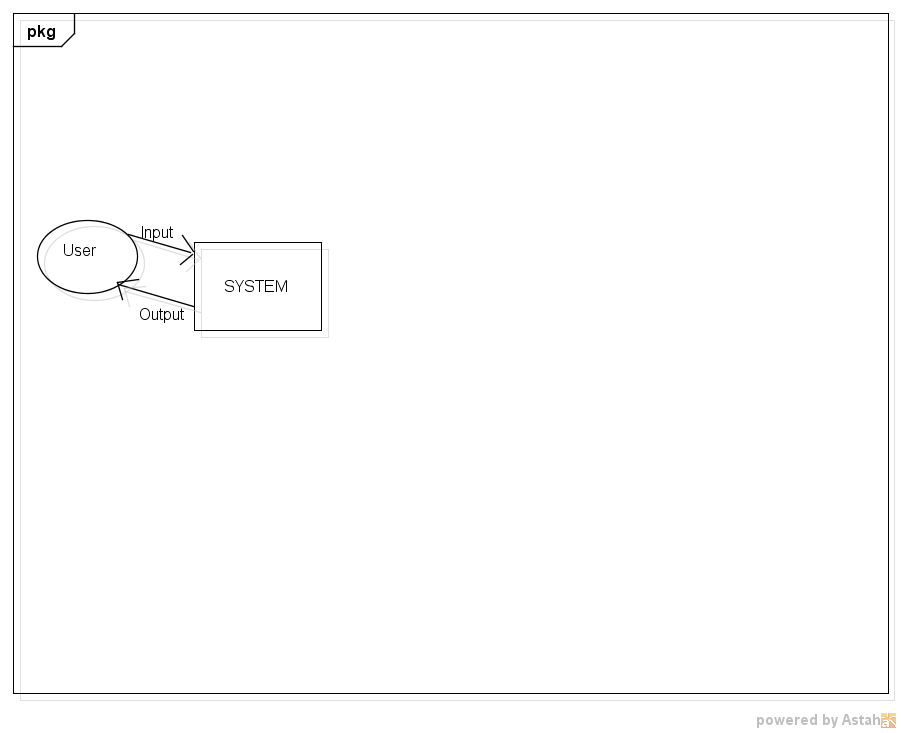 pkg
Input
User
SYSTEM
Output
powered by Astah